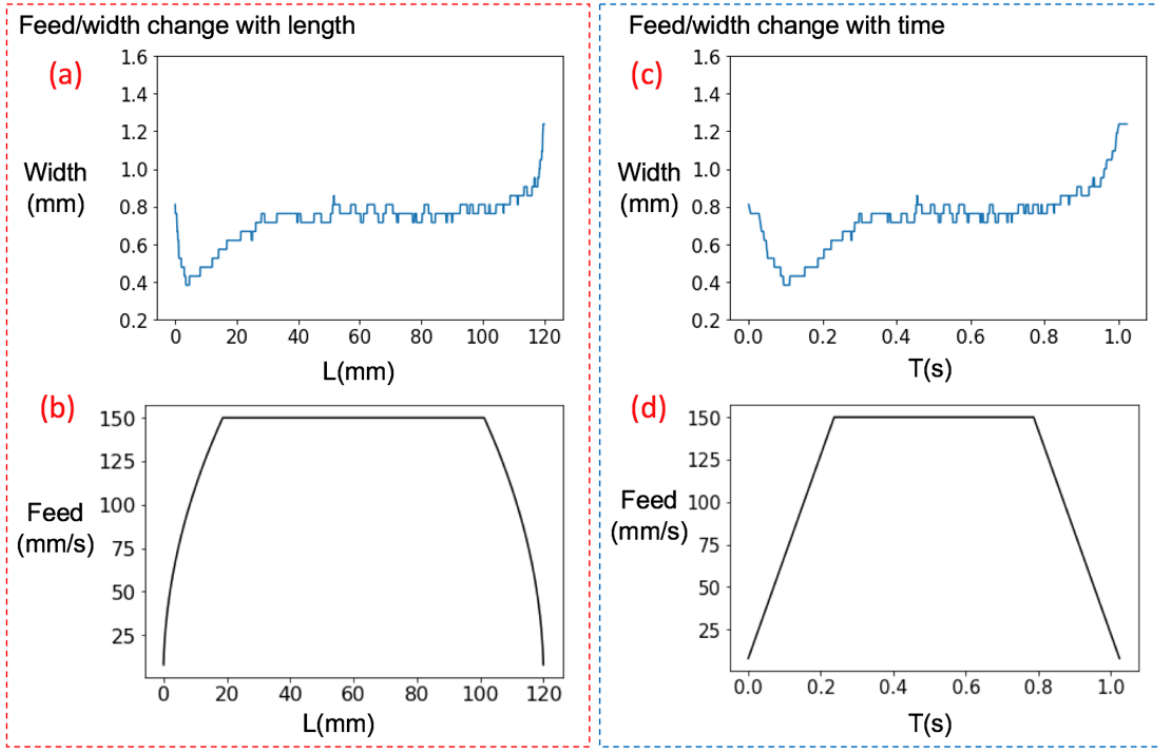 Feed/width change with length
(a)
1.6
1.4
1.2
1.0
0.8
0.6
0.4
0.2
Width
(mm)
0 20 40 60 80 100 120
L(mm)
(b)
150
125
100
75
50
25
Feed
(mm/s)
0 20 40 60 80 100 120
L(mm)
Feed/width change with time
(c)
1.6
1.4
1.2
1.0
0.8
0.6
0.4
0.2
Width
(mm)
0.0 0.2 0.4 0.6 0.8 1.0
T(s)
(d)
150
125
100
75
50
25
Feed
(mm/s)
0.0 0.2 0.4 0.6 0.8 1.0
T(s)